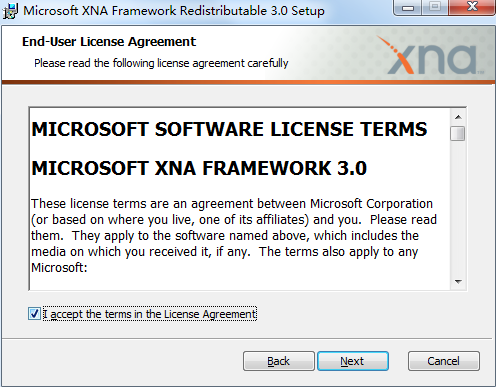 Microsoft XNA Framework Redistributable 3.0 Setup
End-User License Agreement
Please read the following license agreement carefully
xna
MICROSOFT SOFTWARE LICENSE TERMS
MICROSOFT XNA FRAMEWORK 3.0
These license terms are an agreement between Microsoft Corporation
(or based on where you live, one of its affiliates) and you. Please read
them. They apply to the software named above, which includes the
media on which you received it, if any. The terms also apply to any
Microsoft:
I accept the terms in the License Agreement
Back Next Cancel